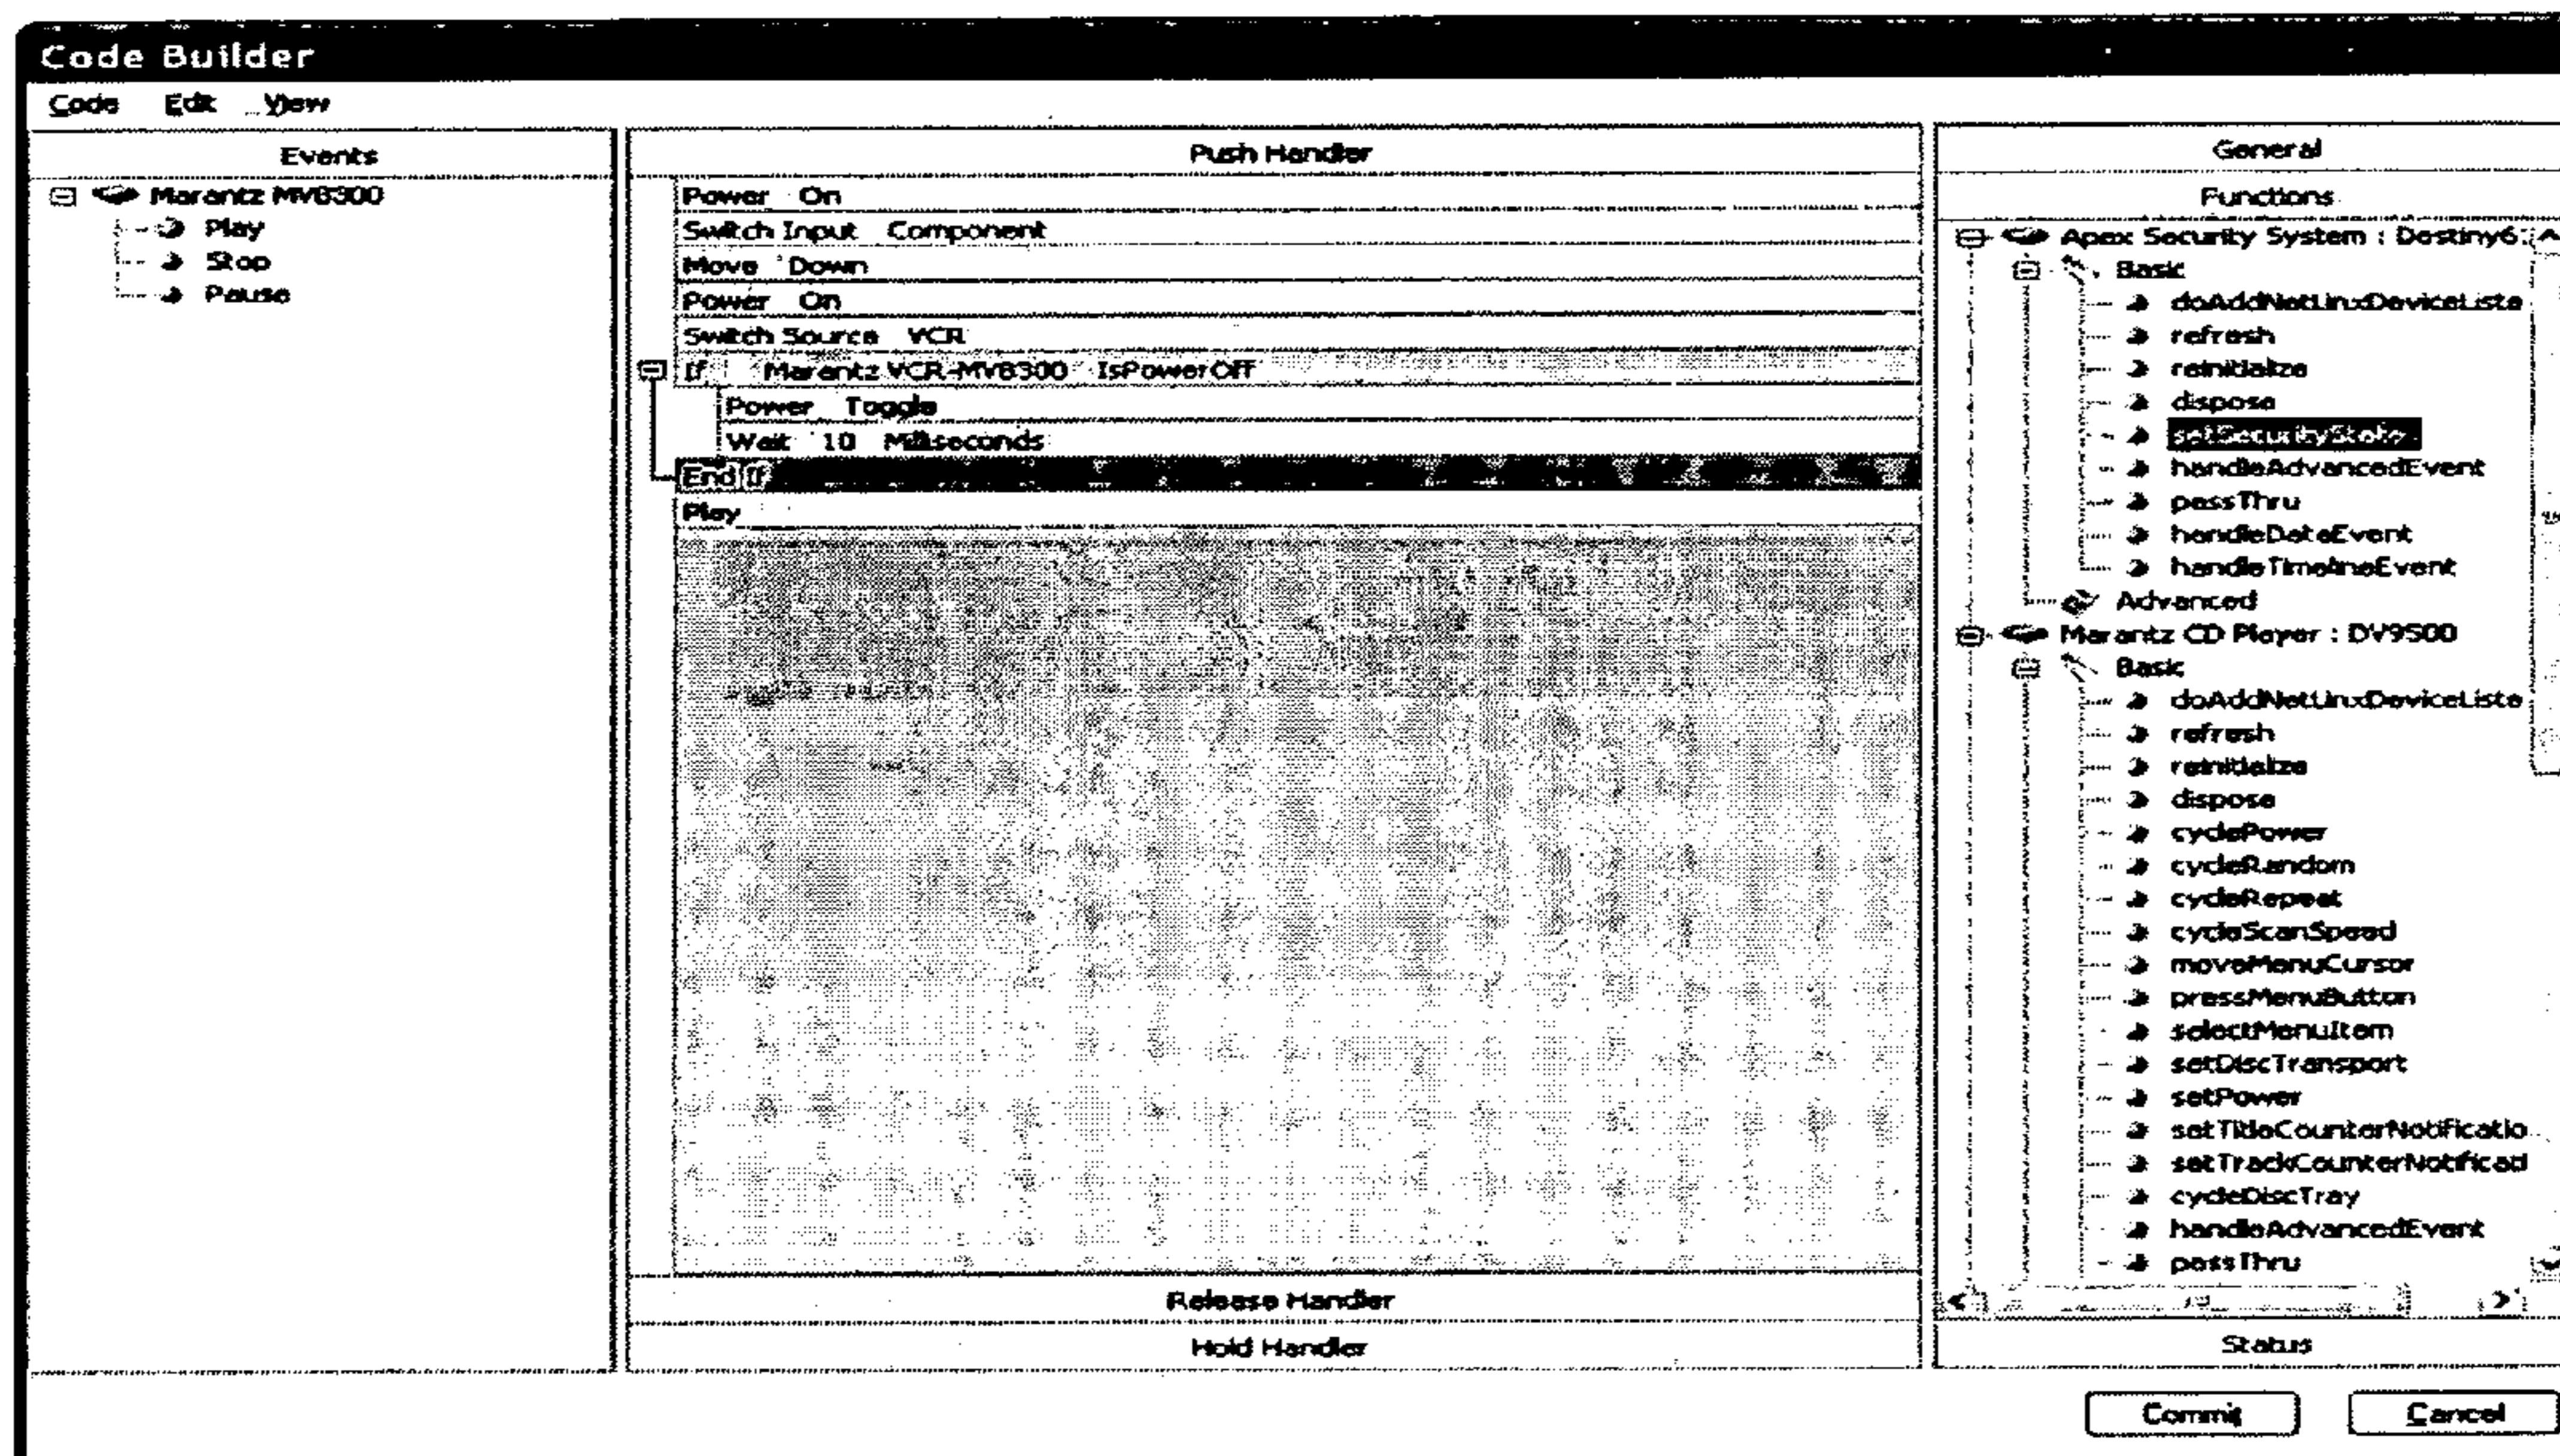 Code Builder
Code Edit View
Events
Marantz MV8300
Play
Stop
Pause
Push Handler
Power On
Switch Input Component
Move Down
Power On
Switch Source VCR
If Marantz VCR-MV8300 IsPowerOff
Power Toggle
Wait 10 Milliseconds
End If
Play
Release Handler
Hold Handler
General
Functions
Apex Security System : Destiny61
Basic
doAddNetLinxDeviceListe
refresh
reinitialize
dispose
setSecurityState
handleAdvancedEvent
passThru
handleDataEvent
handleTimelineEvent
Advanced
Marantz CD Player : DV9500
Basic
doAddNetLinxDeviceListe
refresh
reinitialize
dispose
cyclePower
cycleRandom
cycleRepeat
cycleScanSpeed
moveMenuCursor
pressMenuButton
selectMenuItem
setDiscTransport
setPower
setTitleCounterNotificatio
setTrackCounterNotificati
cycleDiscTray
handleAdvancedEvent
passThru
Status
Commit Cancel